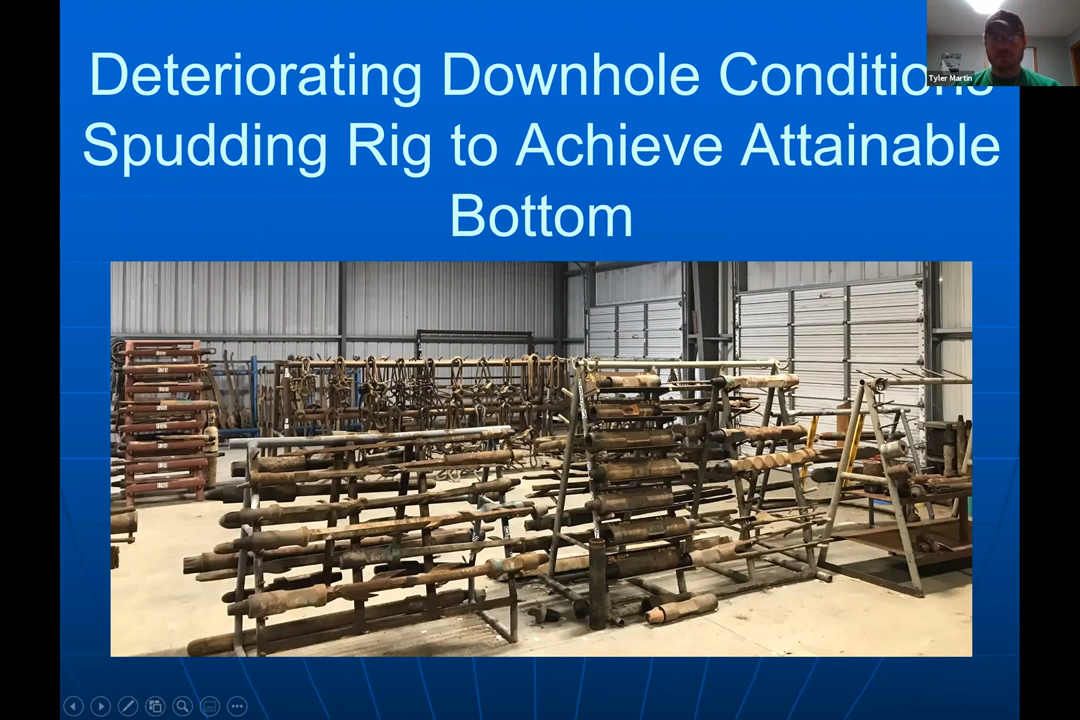 Deteriorating Downhole Conditions
Spudding Rig to Achieve Attainable
Bottom
Tyler Martin